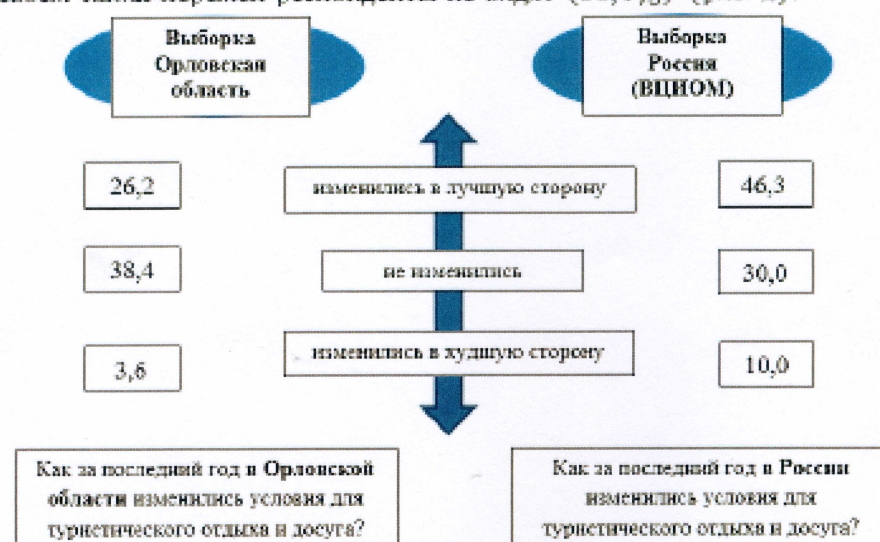 Выборка
Орловская
область
Выборка
Россия
(ВЦИОМ)
26,2
изменились в лучшую сторону
46,3
38,4
не изменились
30,0
3,6
изменились в худшую сторону
10,0
Как за последний год в Орловской
области изменились условия для
туристического отдыха и досуга?
Как за последний год в России
изменились условия для
туристического отдыха и досуга?